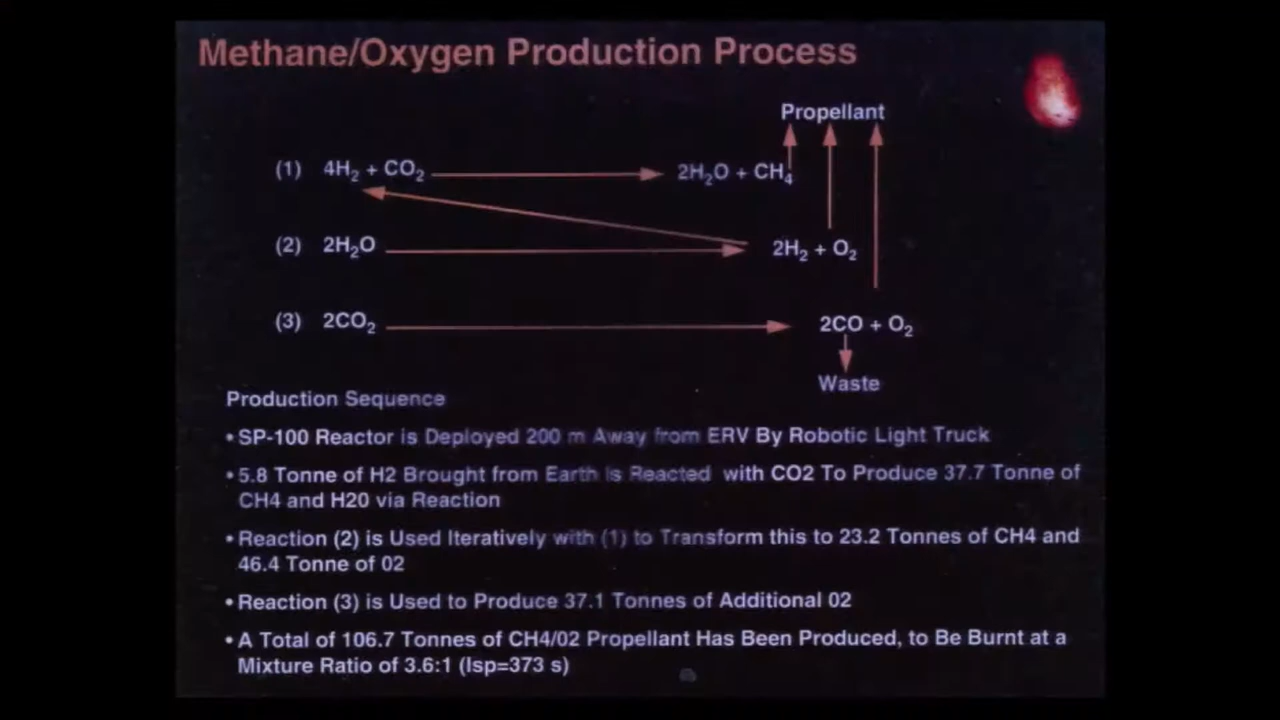 Methane/Oxygen Production Process
Propellant
(1) 4H₂ + CO₂ 2H₂O + CH₄
(2) 2H₂O 2H₂ + O₂
(3) 2CO₂ 2CO + O₂
Waste
Production Sequence
• SP-100 Reactor is Deployed 200 m Away from ERV By Robotic Light Truck
• 5.8 Tonne of H2 Brought from Earth is Reacted with CO2 To Produce 37.7 Tonne of
CH4 and H20 via Reaction
• Reaction (2) is Used Iteratively with (1) to Transform this to 23.2 Tonnes of CH4 and
46.4 Tonne of 02
• Reaction (3) is Used to Produce 37.1 Tonnes of Additional 02
• A Total of 106.7 Tonnes of CH4/02 Propellant Has Been Produced, to Be Burnt at a
Mixture Ratio of 3.6:1 (Isp=373 s)